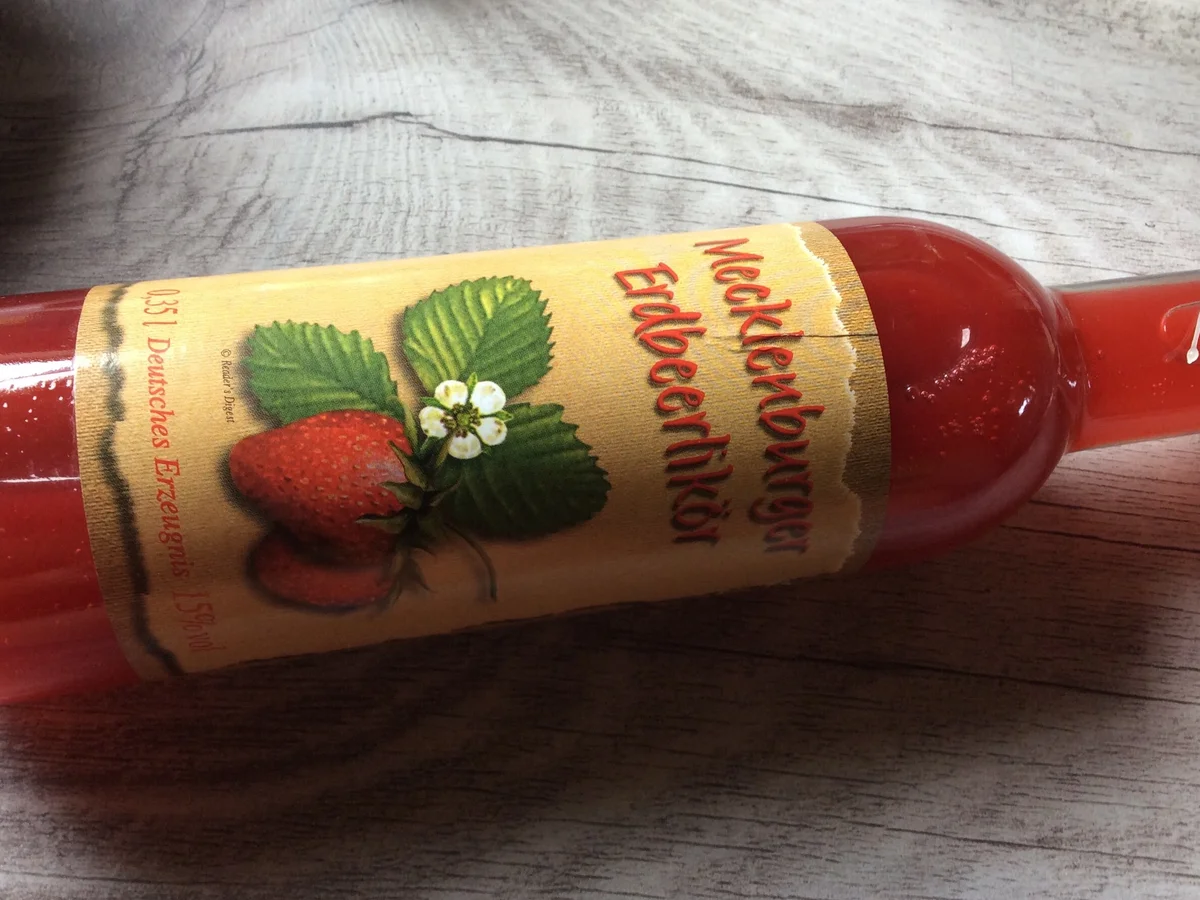 Mecklenburger
Erdbeerlikör
© Reader's Digest
0,35 l Deutsches Erzeugnis 15% vol